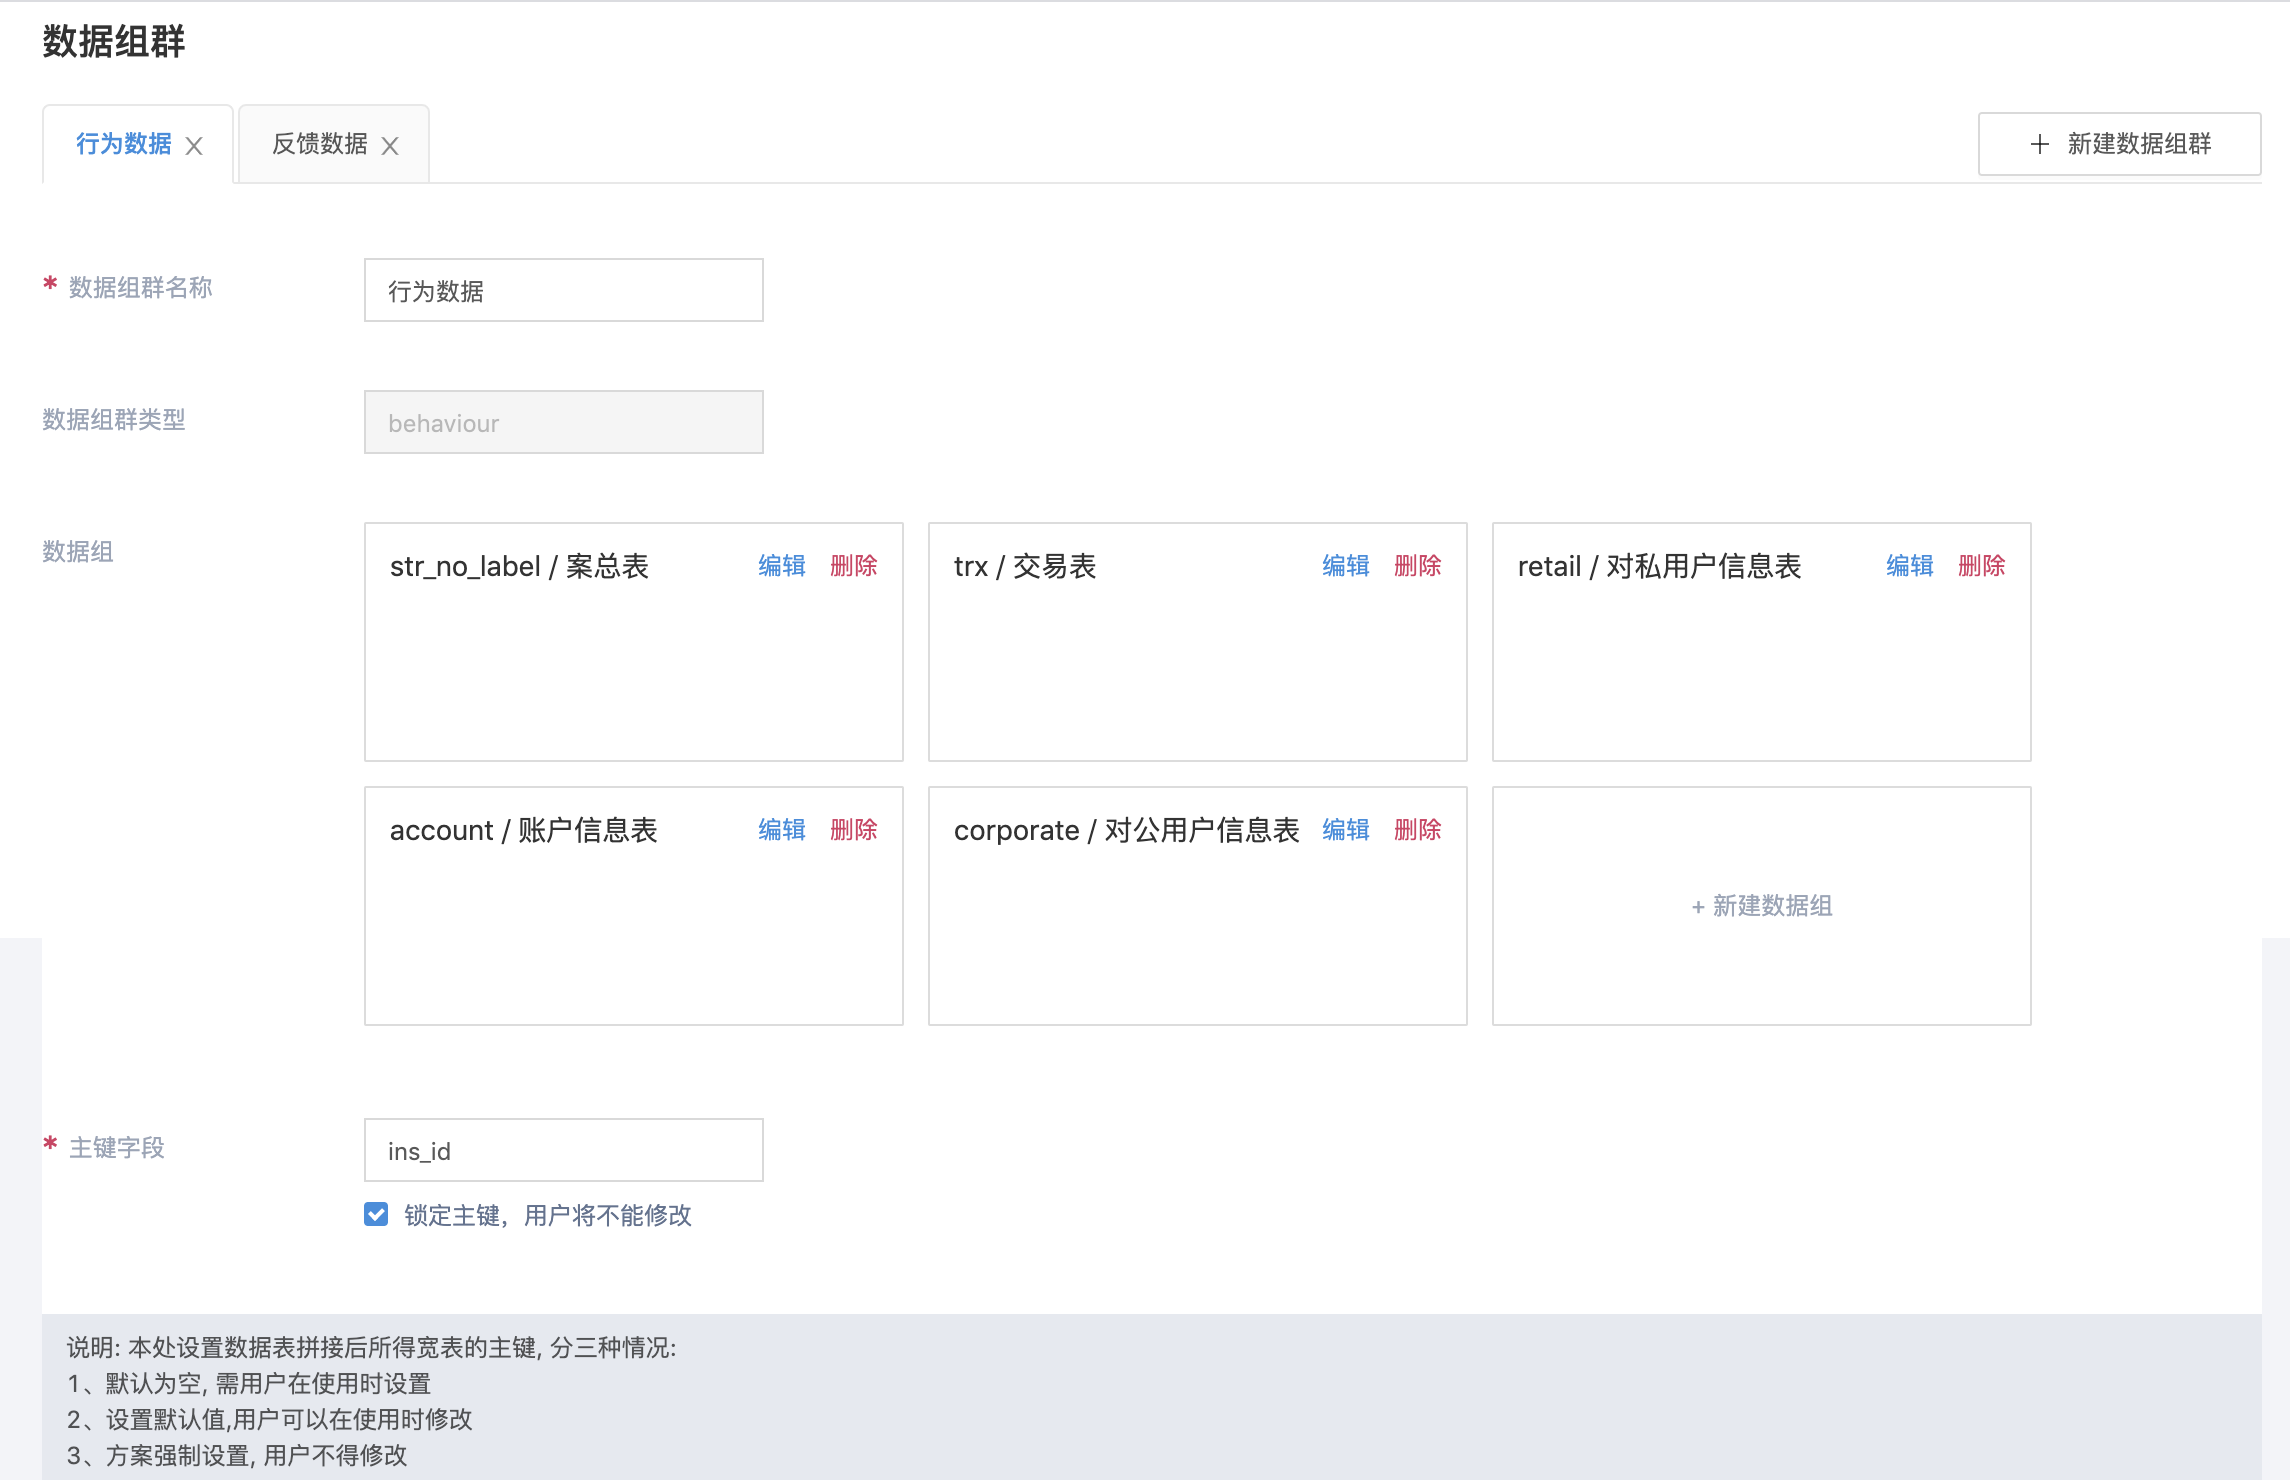 数据组群
行为数据 X 反馈数据 X + 新建数据组群
* 数据组群名称 行为数据
数据组群类型 behaviour
数据组 str_no_label / 案总表 编辑 删除 trx / 交易表 编辑 删除 retail / 对私用户信息表 编辑 删除
account / 账户信息表 编辑 删除 corporate / 对公用户信息表 编辑 删除
+ 新建数据组
* 主键字段 ins_id
锁定主键，用户将不能修改
说明: 本处设置数据表拼接后所得宽表的主键, 分三种情况:
1、默认为空, 需用户在使用时设置
2、设置默认值,用户可以在使用时修改
3、方案强制设置, 用户不得修改